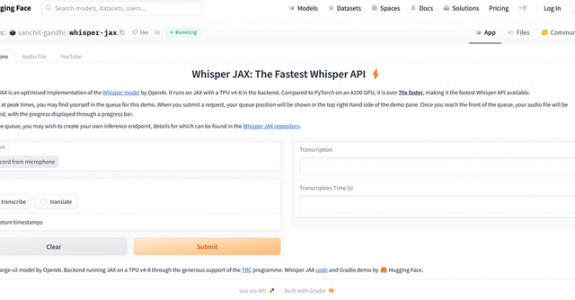 gging Face Search models, datasets, users... Models Datasets Spaces Docs Solutions Pricing Log In
es: sanchit-gandhi/whisper-jax like 56 Running App Files Commun
one Audio File YouTube
Whisper JAX: The Fastest Whisper API ⚡
JAX is an optimised implementation of the Whisper model by OpenAI. It runs on JAX with a TPU v4-8 in the backend. Compared to PyTorch on an A100 GPU, it is over 70x faster, making it the fastest Whisper API available.
at peak times, you may find yourself in the queue for this demo. When you submit a request, your queue position will be shown in the top right-hand side of the demo pane. Once you reach the front of the queue, your audio file will be
ed, with the progress displayed through a progress bar.
he queue, you may wish to create your own inference endpoint, details for which can be found in the Whisper JAX repository.
cord from microphone
transcribe translate
eturn timestamps
Clear Submit
Transcription
Transcription Time (s)
arge-v2 model by OpenAI. Backend running JAX on a TPU v4-8 through the generous support of the TRC programme. Whisper JAX code and Gradio demo by 🤗 Hugging Face.
Use via API 🚀 · Built with Gradio